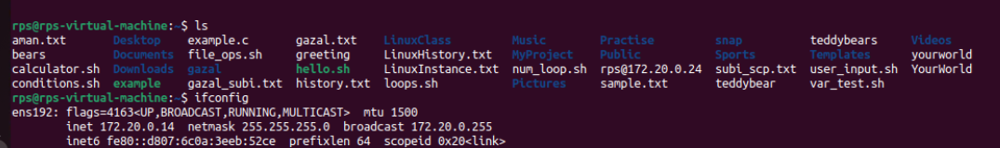 rps@rps-virtual-machine:~$ ls
aman.txt Desktop example.c gazal.txt LinuxClass Music Practise snap teddybears Videos
bears Documents file_ops.sh greeting LinuxHistory.txt MyProject Public Sports Templates yourworld
calculator.sh Downloads gazal hello.sh LinuxInstance.txt num_loop.sh rps@172.20.0.24 subi_scp.txt user_input.sh YourWorld
conditions.sh example gazal_subi.txt history.txt loops.sh Pictures sample.txt teddybear var_test.sh
rps@rps-virtual-machine:~$ ifconfig
ens192: flags=4163<UP,BROADCAST,RUNNING,MULTICAST> mtu 1500
inet 172.20.0.14 netmask 255.255.255.0 broadcast 172.20.0.255
inet6 fe80::d807:6c0a:3eeb:52ce prefixlen 64 scopeid 0x20<link>